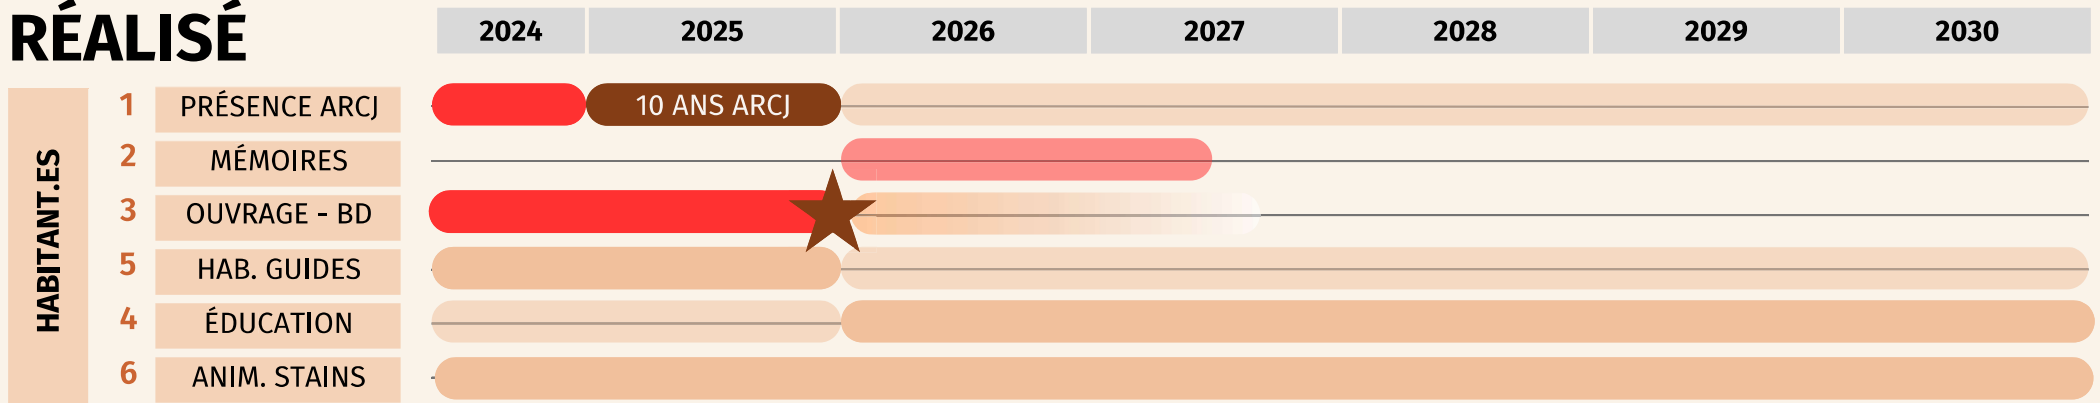 RÉALISÉ
2024 2025 2026 2027 2028 2029 2030
HABITANT.ES
1 PRÉSENCE ARCJ 10 ANS ARCJ
2 MÉMOIRES
3 OUVRAGE - BD
5 HAB. GUIDES
4 ÉDUCATION
6 ANIM. STAINS